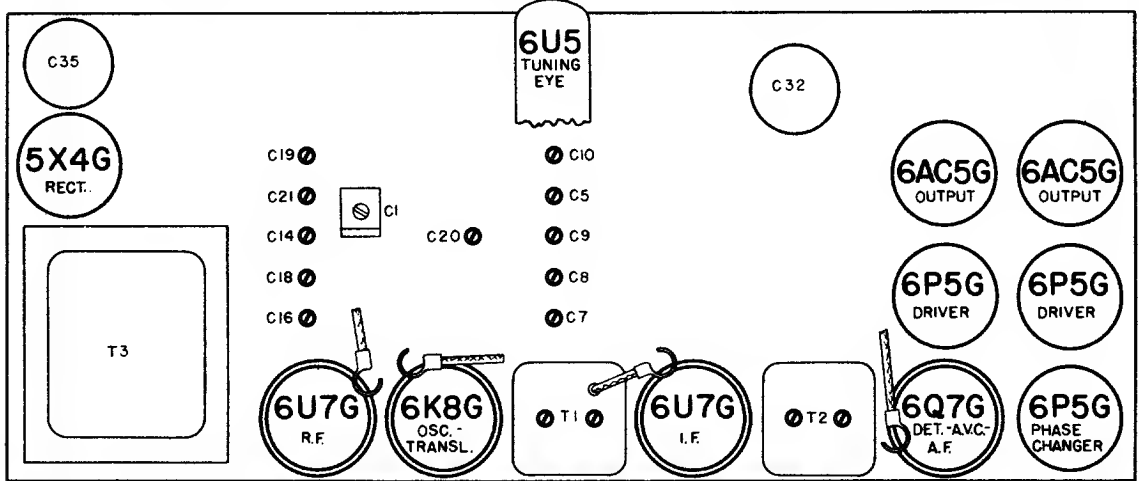 C35
5X4G
RECT..
T3
6U5
TUNING
EYE
C32
C19
C21
C14
C18
C16
C1
C20
C10
C5
C9
C8
C7
6AC5G
OUTPUT
6AC5G
OUTPUT
6P5G
DRIVER
6P5G
DRIVER
6U7G
R.F.
6K8G
OSC.-
TRANSL.
T1
6U7G
I.F.
T2
6Q7G
DET.-A.V.C.-
A.F.
6P5G
PHASE
CHANGER